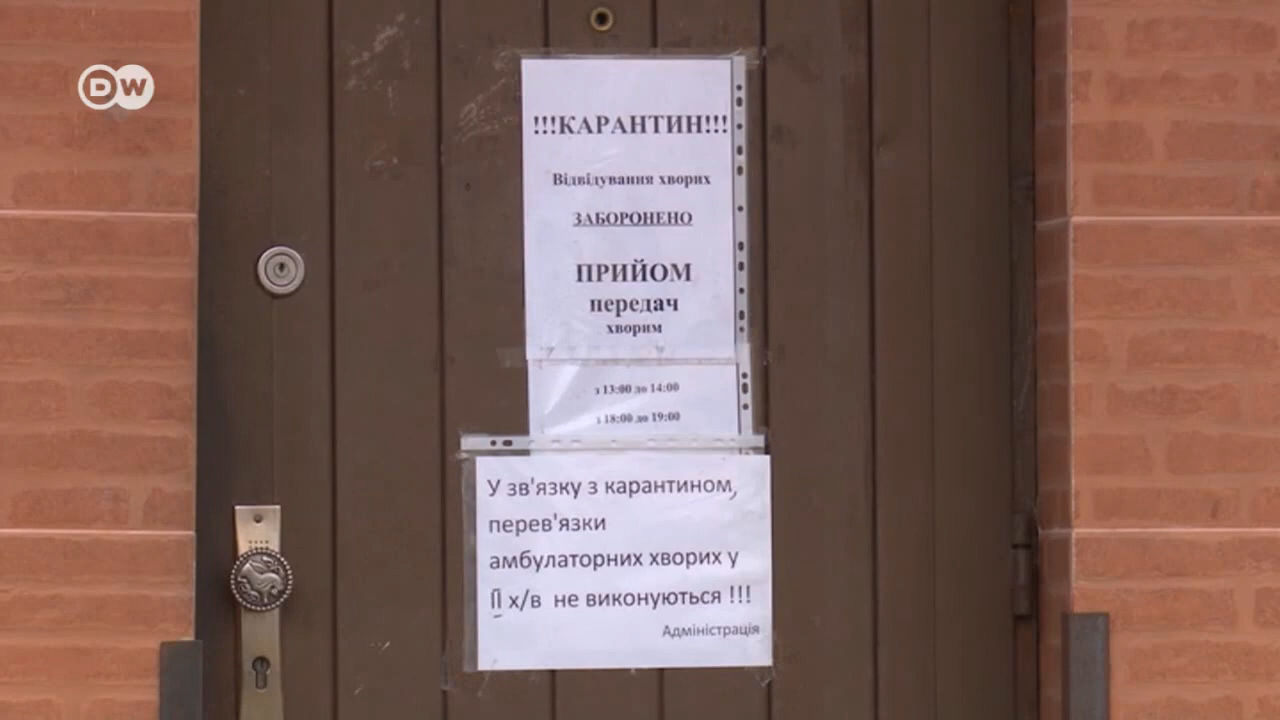 DW
!!!КАРАНТИН!!!
Відвідування хворих
ЗАБОРОНЕНО
ПРИЙОМ
передач
хворим
з 13:00 до 14:00
з 18:00 до 19:00
У зв'язку з карантином,
перев'язки
амбулаторних хворих у
ІІ х/в не виконуються !!!
Адміністрація